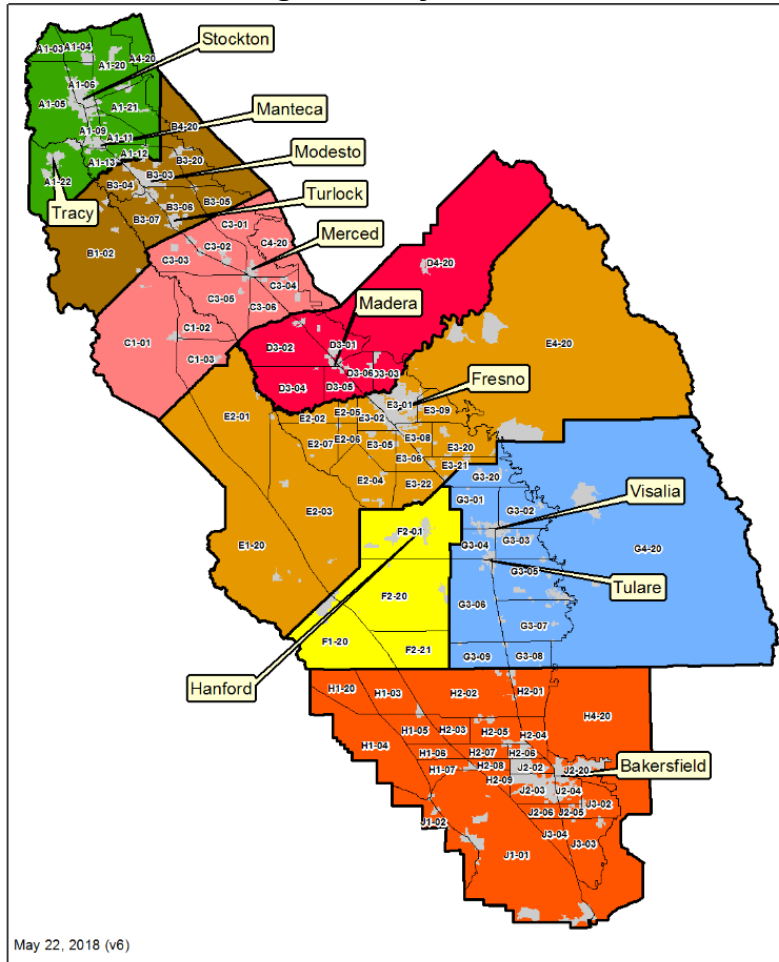 Stockton
A1-03
A1-04
A1-20
A4-20
A1-06
A1-05
A1-21
Manteca
A1-09
A1-11
B4-20
A1-12
A1-13
B3-20
Modesto
B3-03
A1-22
B3-04
Turlock
B3-06
B3-05
Tracy
B3-07
C3-01
Merced
B1-02
C3-02
C4-20
C3-03
D4-20
C3-04
C3-05
C3-06
Madera
C1-02
C1-01
D3-01
D3-02
E4-20
C1-03
D3-06
D3-03
D3-04
D3-05
Fresno
E3-01
E2-05
E3-09
E2-01
E2-02
E3-02
E2-07
E2-06
E3-05
E3-08
E3-20
E3-06
E3-21
G3-20
E2-04
E3-22
Visalia
G3-01
G3-02
E2-03
F2-01
G3-04
G3-03
G4-20
E1-20
G3-05
Tulare
F2-20
G3-06
G3-07
F1-20
F2-21
G3-09
G3-08
Hanford
H1-20
H1-03
H2-02
H2-01
H4-20
H1-05
H2-03
H2-05
H2-04
H1-04
H1-06
H2-07
H2-06
H1-07
H2-08
J2-02
J2-20
Bakersfield
H2-09
J2-03
J2-04
J3-02
J1-02
J2-06
J2-05
J3-04
J3-03
J1-01
May 22, 2018 (v6)